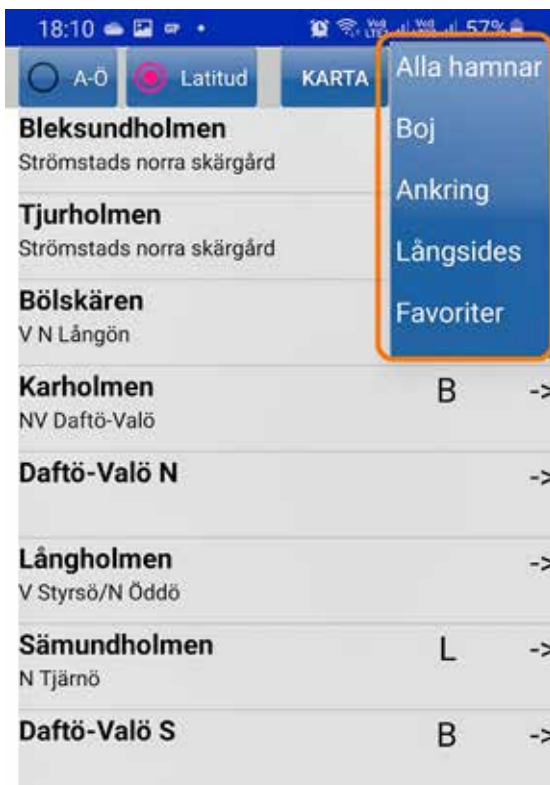 18:10 57%
A-Ö Latitud KARTA
Alla hamnar
Boj
Ankring
Långsides
Favoriter
Bleksundholmen
Strömstads norra skärgård
Tjurholmen
Strömstads norra skärgård
Bölskären
V N Långön
Karholmen B ->
NV Daftö-Valö
Daftö-Valö N ->
Långholmen ->
V Styrsö/N Öddö
Sämundholmen L ->
N Tjärnö
Daftö-Valö S B ->